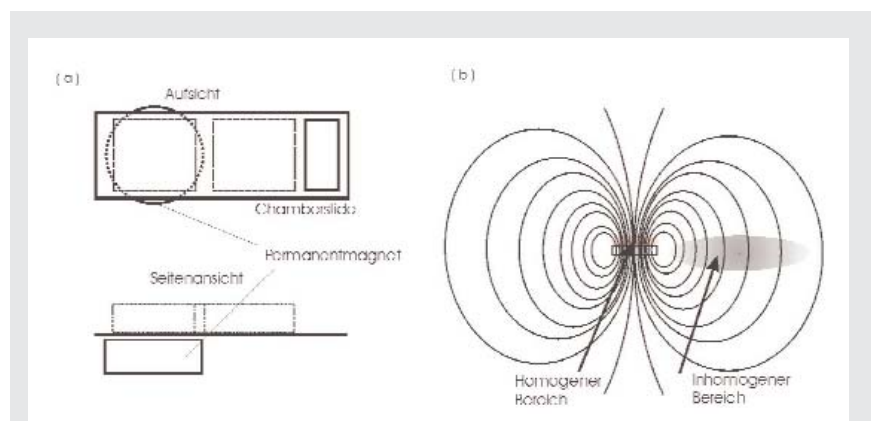 (a)
Aufsicht
Chamberslide
Permanentmagnet
Seitenansicht
(b)
Homogener
Bereich
Inhomogener
Bereich